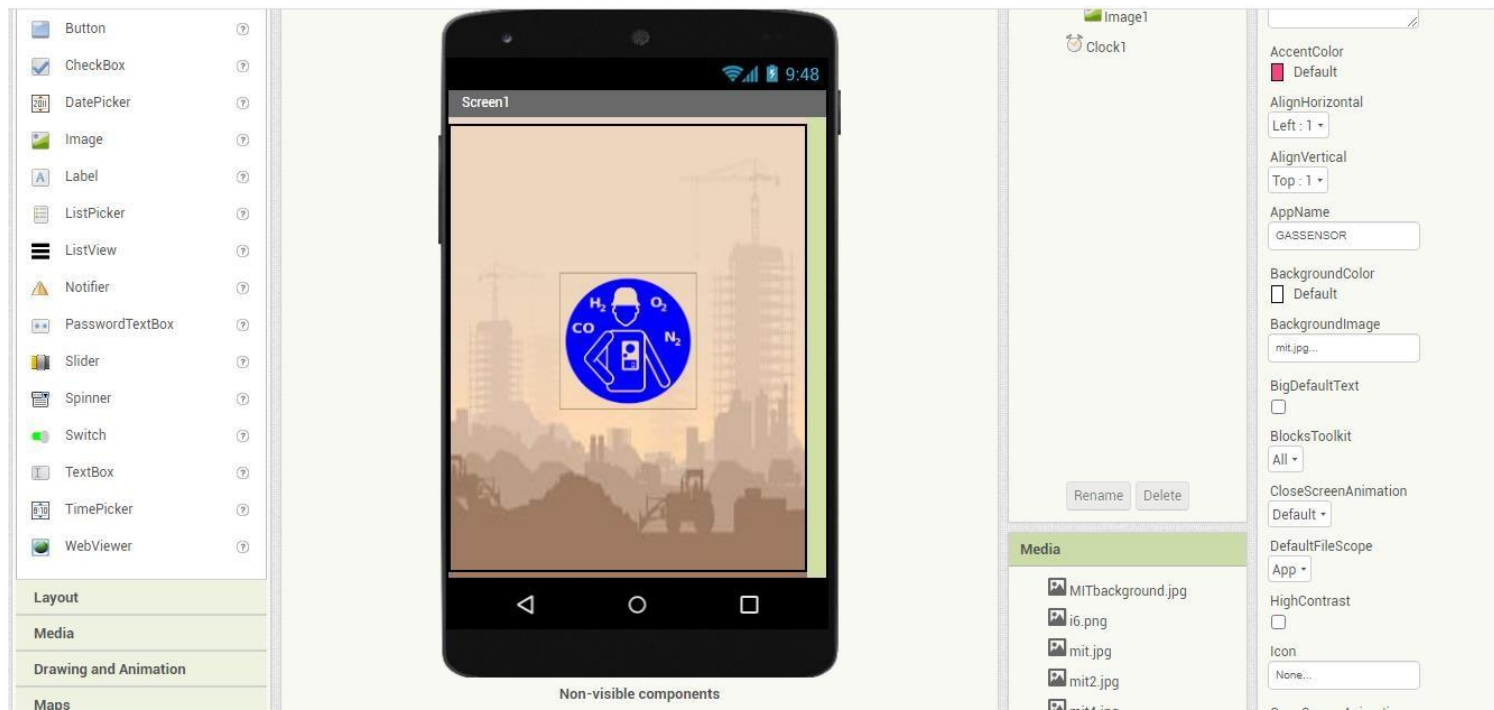 Button
CheckBox
DatePicker
Image
Label
ListPicker
ListView
Notifier
PasswordTextBox
Slider
Spinner
Switch
TextBox
TimePicker
WebViewer
Layout
Media
Drawing and Animation
Maps
9:48
Screen1
H2 O2
CO N2
Non-visible components
Image1
Clock1
Rename Delete
Media
MITbackground.jpg
i6.png
mit.jpg
mit2.jpg
AccentColor
Default
AlignHorizontal
Left : 1
AlignVertical
Top : 1
AppName
GASSENSOR
BackgroundColor
Default
BackgroundImage
mit.jpg...
BigDefaultText
BlocksToolkit
All
CloseScreenAnimation
Default
DefaultFileScope
App
HighContrast
Icon
None...